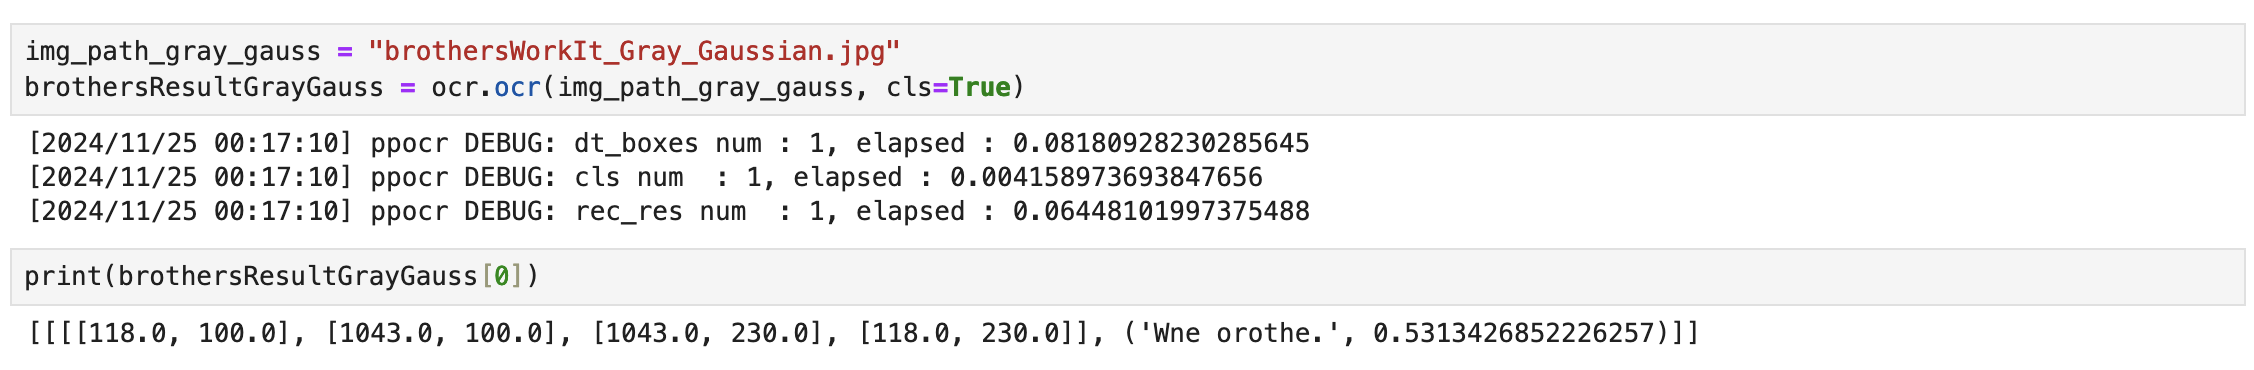 img_path_gray_gauss = "brothersWorkIt_Gray_Gaussian.jpg"
brothersResultGrayGauss = ocr.ocr(img_path_gray_gauss, cls=True)
[2024/11/25 00:17:10] ppocr DEBUG: dt_boxes num : 1, elapsed : 0.08180928230285645
[2024/11/25 00:17:10] ppocr DEBUG: cls num  : 1, elapsed : 0.004158973693847656
[2024/11/25 00:17:10] ppocr DEBUG: rec_res num  : 1, elapsed : 0.06448101997375488
print(brothersResultGrayGauss[0])
[[[[118.0, 100.0], [1043.0, 100.0], [1043.0, 230.0], [118.0, 230.0]], ('Wne orothe.', 0.5313426852226257)]]